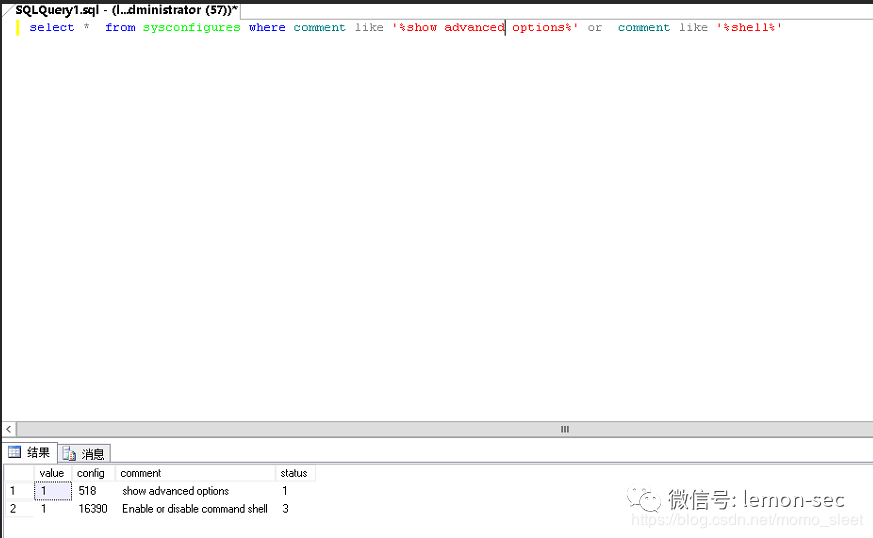 SQLQuery1.sql - (l...dministrator (57))*
select *  from sysconfigures where comment like '%show advanced options%' or  comment like '%shell%'
结果 消息
value config comment status
1 1 518 show advanced options 1
2 1 16390 Enable or disable command shell 3
微信号: lemon-sec
https://blog.csdn.net/momo_sleet